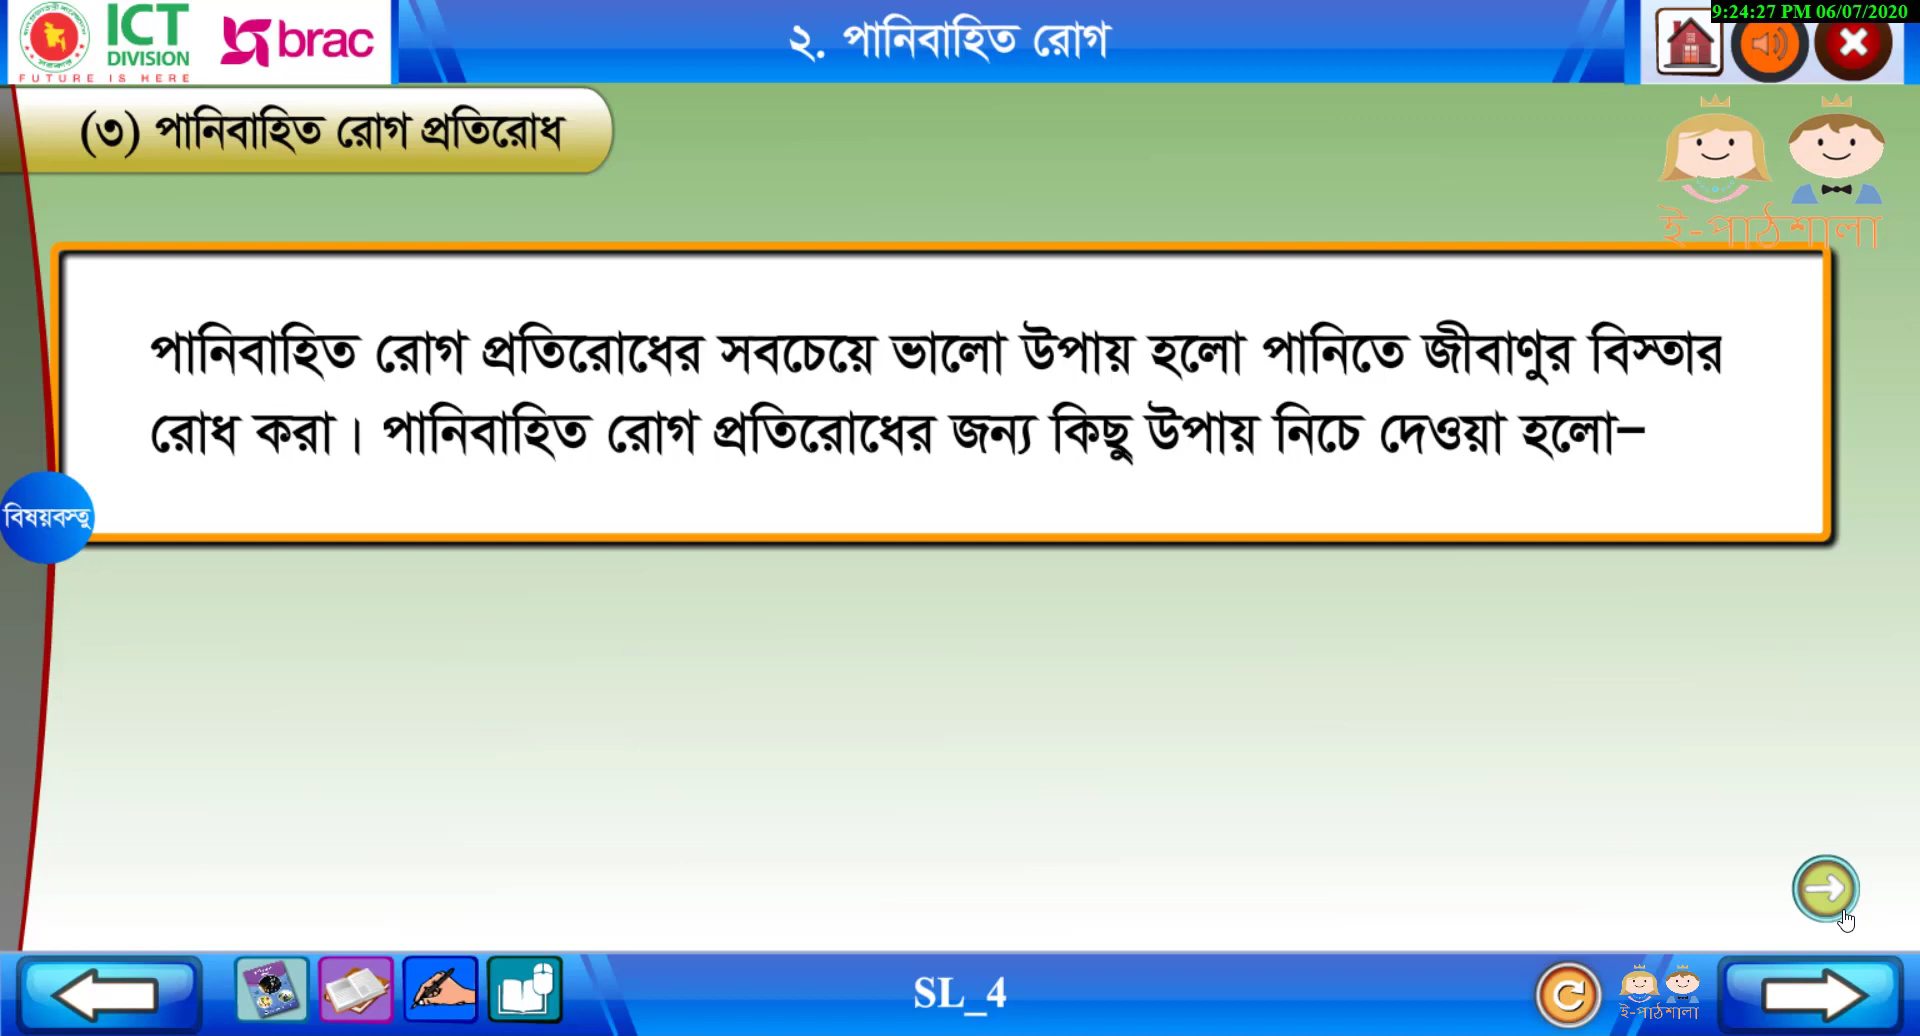 9:24:27 PM 06/07/2020
ICT
DIVISION
FUTURE IS HERE
brac
২. পানিবাহিত রোগ
(৩) পানিবাহিত রোগ প্রতিরোধ
ই-পাঠশালা
পানিবাহিত রোগ প্রতিরোধের সবচেয়ে ভালো উপায় হলো পানিতে জীবাণুর বিস্তার
রোধ করা। পানিবাহিত রোগ প্রতিরোধের জন্য কিছু উপায় নিচে দেওয়া হলো–
বিষয়বস্তু
SL_4
ই-পাঠশালা